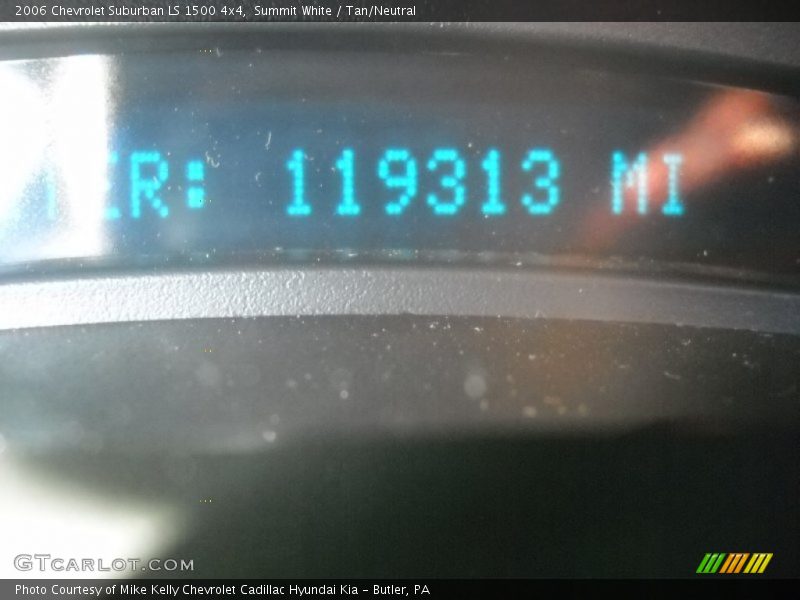 2006 Chevrolet Suburban LS 1500 4x4, Summit White / Tan/Neutral
ER: 119313 MI
GTCARLOT.COM
Photo Courtesy of Mike Kelly Chevrolet Cadillac Hyundai Kia - Butler, PA